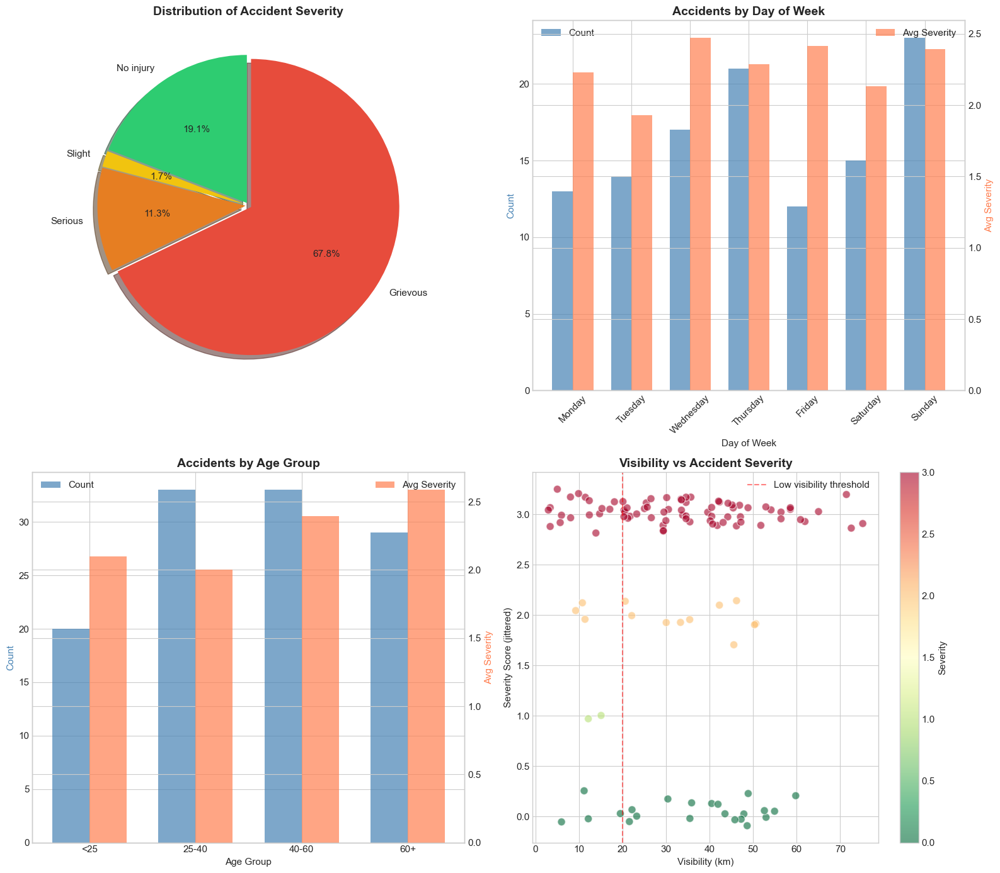 Distribution of Accident Severity
No injury
19.1%
Slight
1.7%
Serious
11.3%
67.8%
Grievous
Accidents by Day of Week
Count
Avg Severity
20
15
10
5
0
Count
2.5
2.0
1.5
1.0
0.5
0.0
Avg Severity
Monday
Tuesday
Wednesday
Thursday
Friday
Saturday
Sunday
Day of Week
Accidents by Age Group
Count
Avg Severity
30
25
20
15
10
5
0
Count
2.5
2.0
1.5
1.0
0.5
0.0
Avg Severity
<25
25-40
40-60
60+
Age Group
Visibility vs Accident Severity
Low visibility threshold
3.0
2.5
2.0
1.5
1.0
0.5
0.0
Severity Score (jittered)
0
10
20
30
40
50
60
70
Visibility (km)
3.0
2.5
2.0
1.5
1.0
0.5
0.0
Severity